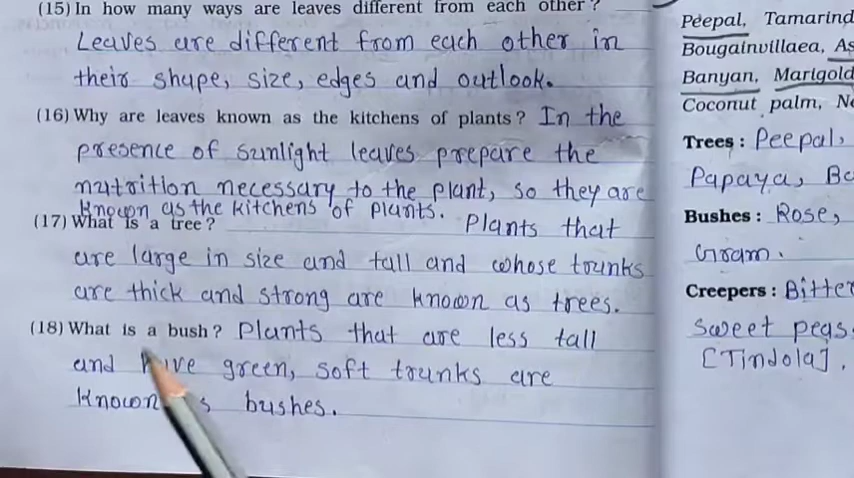 (15) In how many ways are leaves different from each other ?
Leaves are different from each other in
their shape, size, edges and outlook.
(16) Why are leaves known as the kitchens of plants ? In the
presence of sunlight leaves prepare the
nutrition necessary to the plant, so they are
known as the kitchens of plants.
(17) What is a tree ? Plants that
are large in size and tall and whose trunks
are thick and strong are known as trees.
(18) What is a bush ? Plants that are less tall
and have green, soft trunks are
known s bushes.
Peepal, Tamarind
Bougainvillaea, As
Banyan, Marigold
Coconut palm, Ne
Trees : Peepal,
Papaya, Ba
Bushes : Rose,
Gram.
Creepers : Bitter
sweet peas
[Tindola].